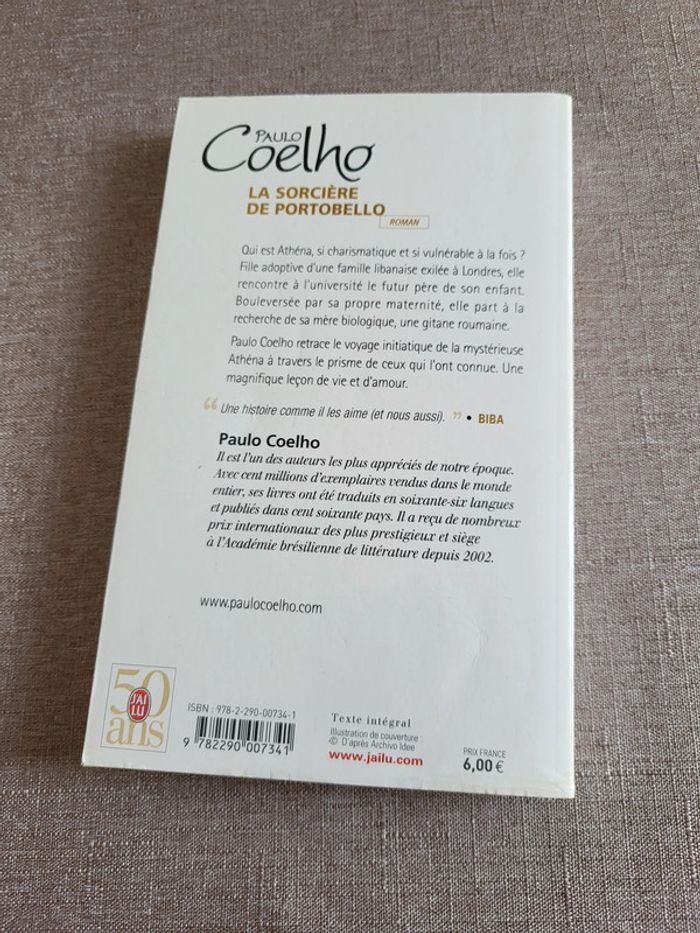 PAULO
Coelho
LA SORCIÈRE
DE PORTOBELLO
ROMAN
Qui est Athéna, si charismatique et si vulnérable à la fois ?
Fille adoptive d'une famille libanaise exilée à Londres, elle
rencontre à l'université le futur père de son enfant.
Bouleversée par sa propre maternité, elle part à la
recherche de sa mère biologique, une gitane roumaine.
Paulo Coelho retrace le voyage initiatique de la mystérieuse
Athéna à travers le prisme de ceux qui l'ont connue. Une
magnifique leçon de vie et d'amour.
“ Une histoire comme il les aime (et nous aussi). ” • BIBA
Paulo Coelho
Il est l'un des auteurs les plus appréciés de notre époque.
Avec cent millions d'exemplaires vendus dans le monde
entier, ses livres ont été traduits en soixante-six langues
et publiés dans cent soixante pays. Il a reçu de nombreux
prix internationaux des plus prestigieux et siège
à l'Académie brésilienne de littérature depuis 2002.
www.paulocoelho.com
50
J'AI
LU
ans
ISBN : 978-2-290-00734-1
9 782290 007341
Texte intégral
Illustration de couverture :
© D'après Archivo Idee
www.jailu.com
PRIX FRANCE
6,00 €